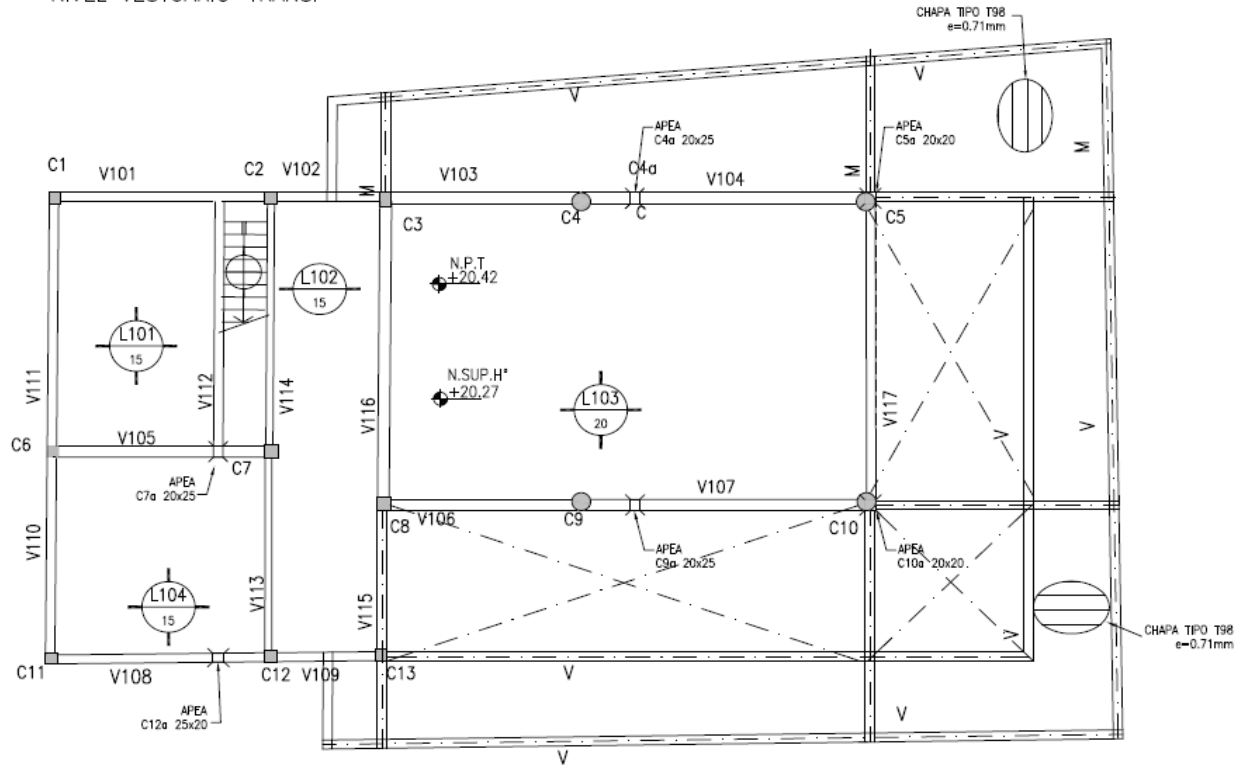 CHAPA TIPO T98
e=0.71mm
V
V
APEA
C4a 20x25
APEA
C5a 20x20
C1
V101
C2
V102
M
V103
C4a
V104
M
M
C3
C4
C
C5
N.P.T
+20.42
L102
15
L101
15
N.SUP.Hº
+20.27
L103
20
V111
V112
V114
V116
V117
V
V
C6
V105
C7
APEA
C7a 20x25
V107
C8
V106
C9
C10
APEA
C9a 20x25
APEA
C10a 20x20
V110
L104
15
V113
V115
V
CHAPA TIPO T98
e=0.71mm
C11
V108
C12
V109
C13
V
APEA
C12a 25x20
V
V